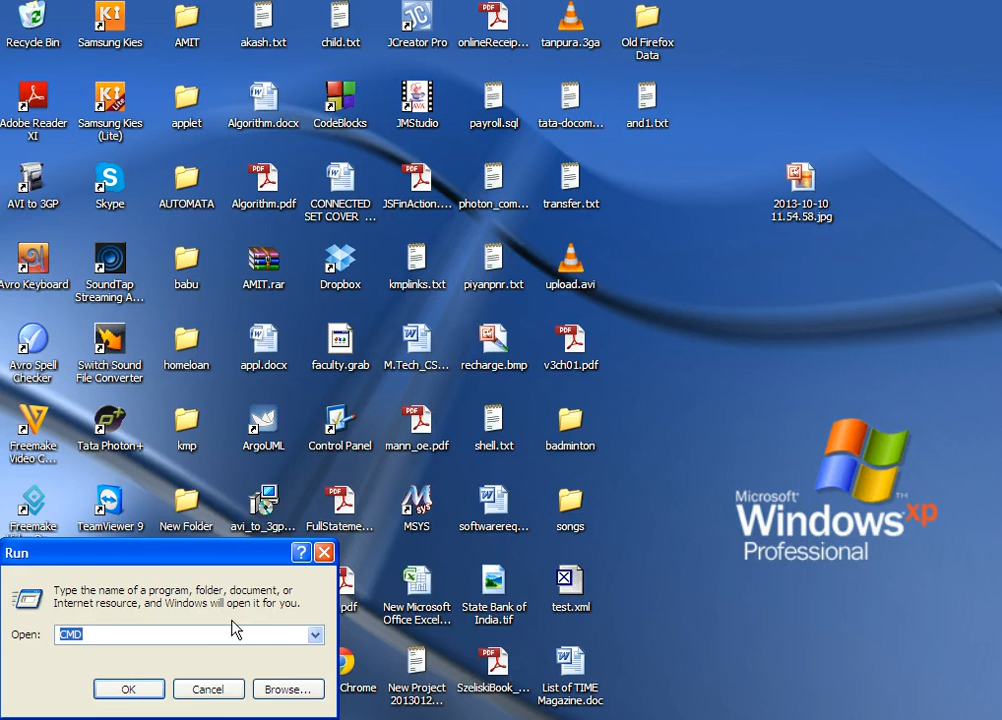 Recycle Bin
Samsung Kies
AMIT
akash.txt
child.txt
JCreator Pro
onlineReceip...
tanpura.3ga
Old Firefox
Data
Adobe Reader
XI
Samsung Kies
(Lite)
applet
Algorithm.docx
CodeBlocks
JMStudio
payroll.sql
tata-docom...
and1.txt
AVI to 3GP
Skype
AUTOMATA
Algorithm.pdf
CONNECTED
SET COVER ...
JSFinAction....
photon_com...
transfer.txt
2013-10-10
11.54.58.jpg
Avro Keyboard
SoundTap
Streaming A...
babu
AMIT.rar
Dropbox
kmplinks.txt
piyanpnr.txt
upload.avi
Avro Spell
Checker
Switch Sound
File Converter
homeloan
appl.docx
faculty.grab
M.Tech_CS...
recharge.bmp
v3ch01.pdf
Freemake
Video C...
Tata Photon+
kmp
ArgoUML
Control Panel
mann_oe.pdf
shell.txt
badminton
Freemake
TeamViewer 9
New Folder
avi_to_3gp...
FullStateme...
MSYS
softwarereq...
songs
Microsoft
Windows xp
Professional
TM
Run
Type the name of a program, folder, document, or
Internet resource, and Windows will open it for you.
Open:
CMD
OK
Cancel
Browse...
pdf
New Microsoft
Office Excel...
State Bank of
India.tif
test.xml
Chrome
New Project
2013012...
SzeliskiBook_...
List of TIME
Magazine.doc